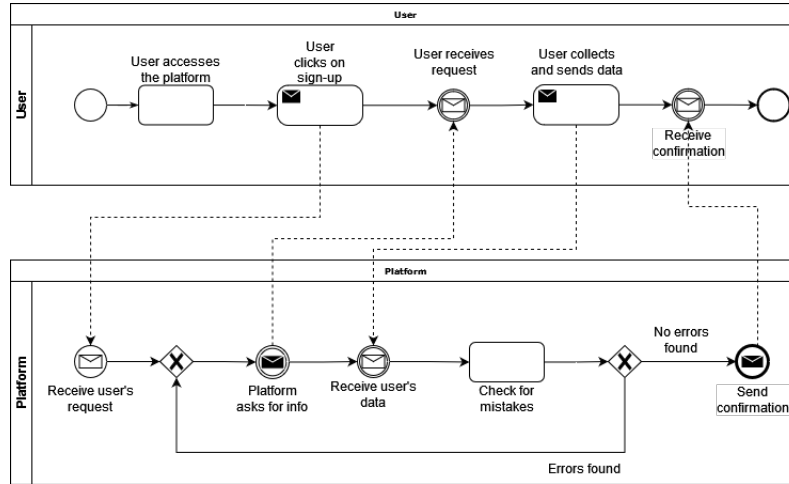 User
User
User accesses
the platform
User
clicks on
sign-up
User receives
request
User collects
and sends data
Receive
confirmation
Platform
Platform
Receive user's
request
Platform
asks for info
Receive user's
data
Check for
mistakes
No errors
found
Send
confirmation
Errors found